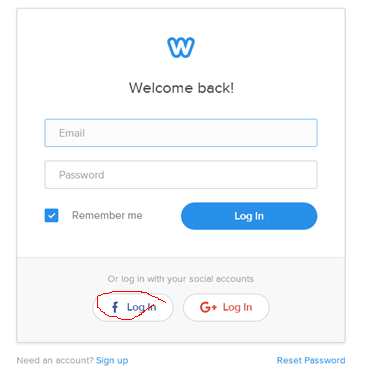 Welcome back!
Email
Password
Remember me
Log In
Or log in with your social accounts
f Log In
G+ Log In
Need an account? Sign up
Reset Password